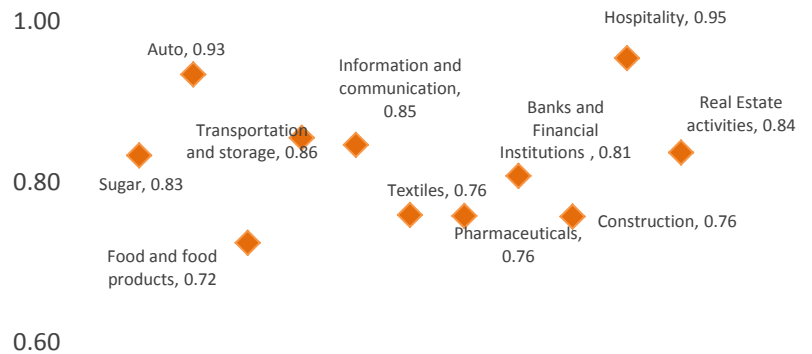 1.00
Hospitality, 0.95
Auto, 0.93
Information and
communication,
0.85
Real Estate
activities, 0.84
Banks and
Financial
Institutions , 0.81
Transportation
and storage, 0.86
0.80
Sugar, 0.83
Textiles, 0.76
Construction, 0.76
Pharmaceuticals,
0.76
Food and food
products, 0.72
0.60